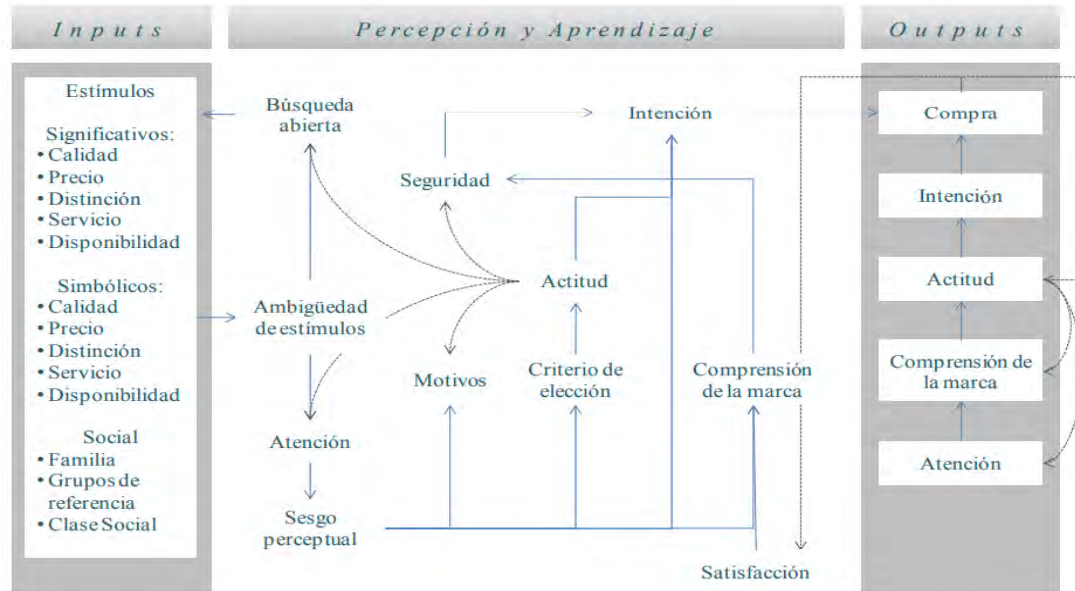 Inputs
Percepción y Aprendizaje
Outputs
Estímulos
Significativos:
• Calidad
• Precio
• Distinción
• Servicio
• Disponibilidad
Simbólicos:
• Calidad
• Precio
• Distinción
• Servicio
• Disponibilidad
Social
• Familia
• Grupos de
referencia
• Clase Social
Búsqueda
abierta
Intención
Seguridad
Ambigüedad
de estímulos
Actitud
Motivos
Criterio de
elección
Comprensión
de la marca
Atención
Sesgo
perceptual
Satisfacción
Compra
Intención
Actitud
Comprensión de
la marca
Atención